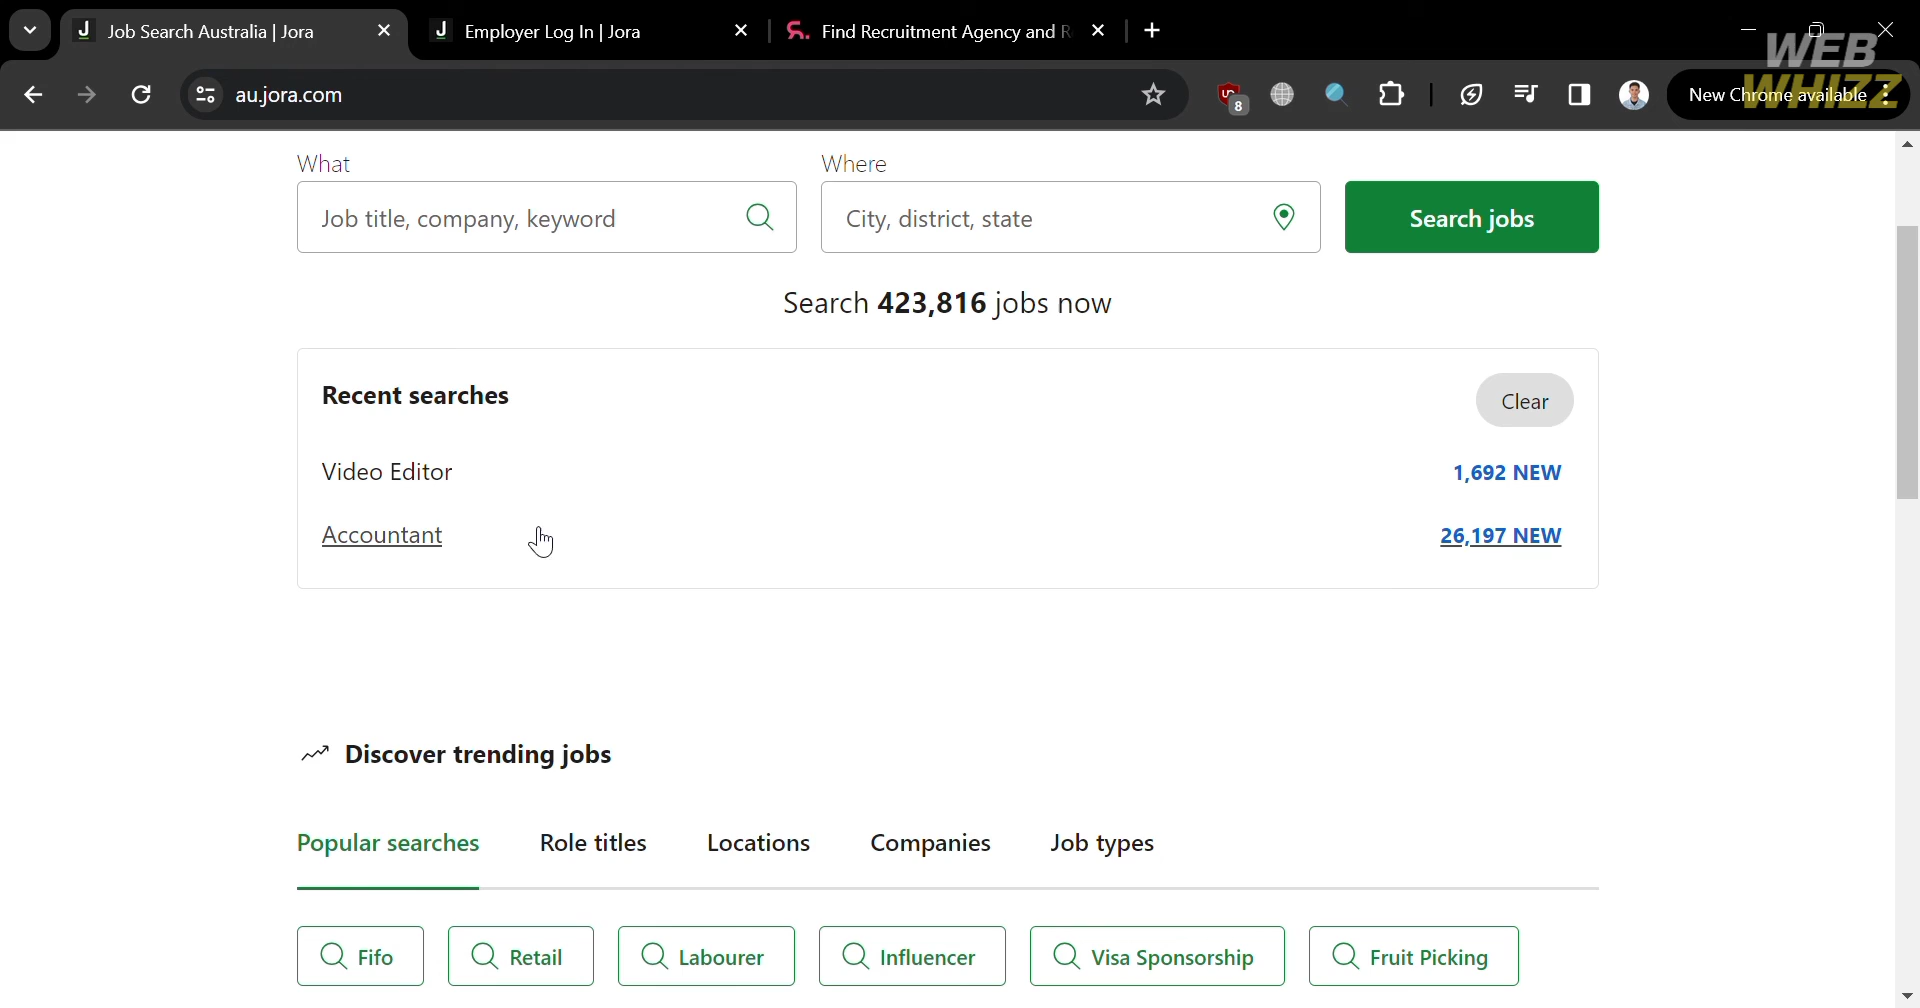 Job Search Australia | Jora
Employer Log In | Jora
Find Recruitment Agency and R
au.jora.com
8
New Chrome available
WEB
WHIZZ
What
Where
Job title, company, keyword
City, district, state
Search jobs
Search 423,816 jobs now
Recent searches
Clear
Video Editor
1,692 NEW
Accountant
26,197 NEW
Discover trending jobs
Popular searches
Role titles
Locations
Companies
Job types
Fifo
Retail
Labourer
Influencer
Visa Sponsorship
Fruit Picking